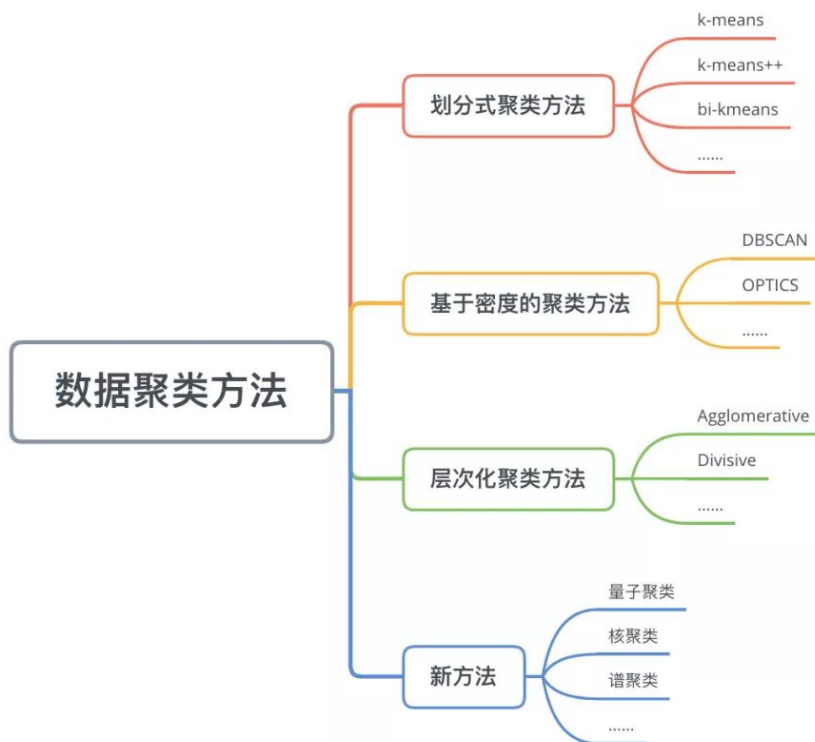 数据聚类方法
划分式聚类方法
k-means
k-means++
bi-kmeans
......
基于密度的聚类方法
DBSCAN
OPTICS
......
层次化聚类方法
Agglomerative
Divisive
......
新方法
量子聚类
核聚类
谱聚类
......